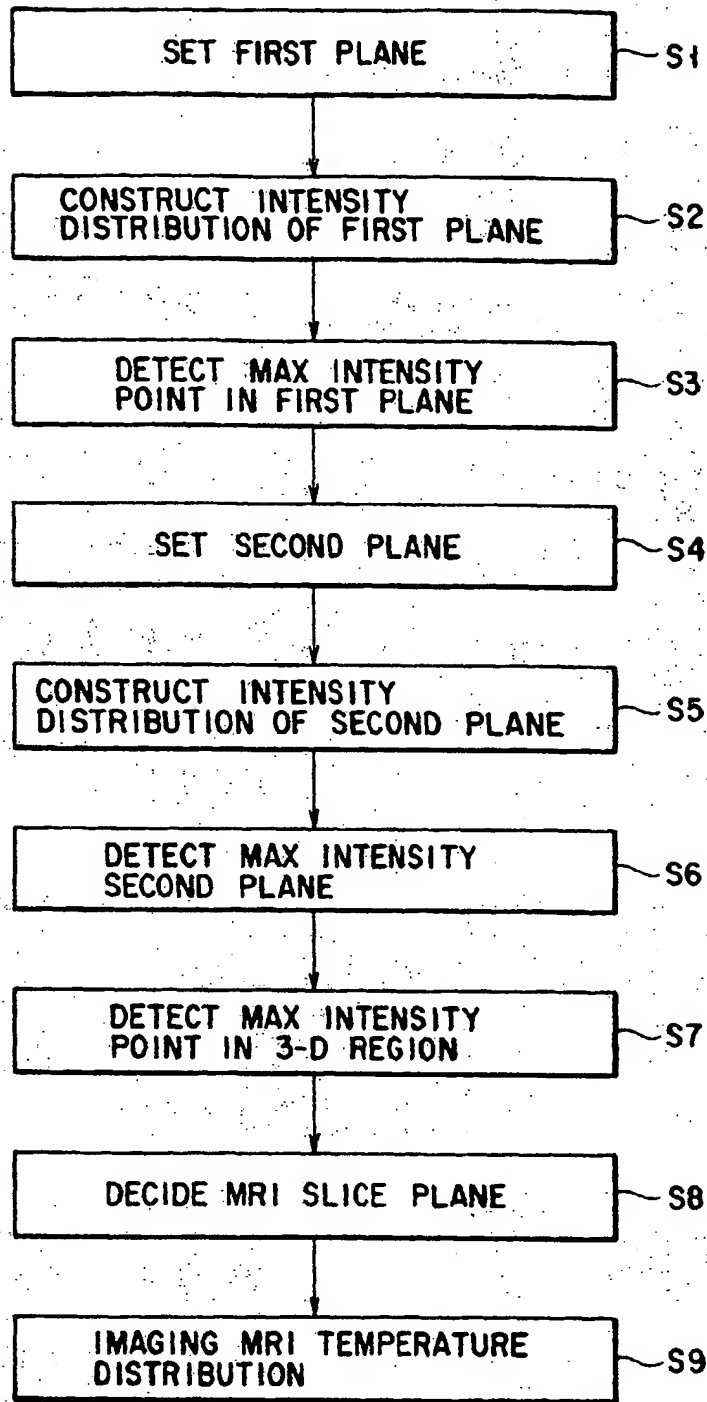 SET FIRST PLANE
S1
CONSTRUCT INTENSITY
DISTRIBUTION OF FIRST PLANE
S2
DETECT MAX INTENSITY
POINT IN FIRST PLANE
S3
SET SECOND PLANE
S4
CONSTRUCT INTENSITY
DISTRIBUTION OF SECOND PLANE
S5
DETECT MAX INTENSITY
SECOND PLANE
S6
DETECT MAX INTENSITY
POINT IN 3-D REGION
S7
DECIDE MRI SLICE PLANE
S8
IMAGING MRI TEMPERATURE
DISTRIBUTION
S9